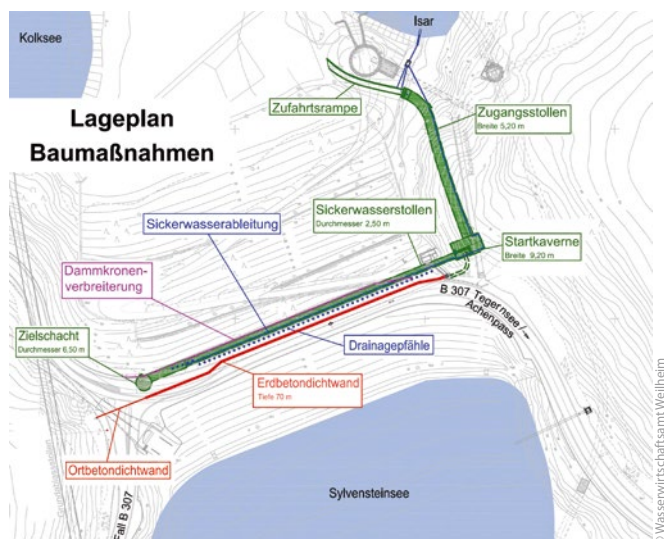 Kolksee
Isar
Lageplan
Baumaßnahmen
Zufahrtsrampe
Zugangsstollen
Breite 5,20 m
Sickerwasserableitung
Sickerwasserstollen
Durchmesser 2,50 m
Startkaverne
Breite 9,20 m
Dammkronen-
verbreiterung
B 307 Tegernsee/
Achenpass
Zielschacht
Durchmesser 6,50 m
Drainagepfähle
Erdbetondichtwand
Tiefe 70 m
Ortbetondichtwand
Sylvensteinsee
Fall B 307
©Wasserwirtschaftsamt Weilheim